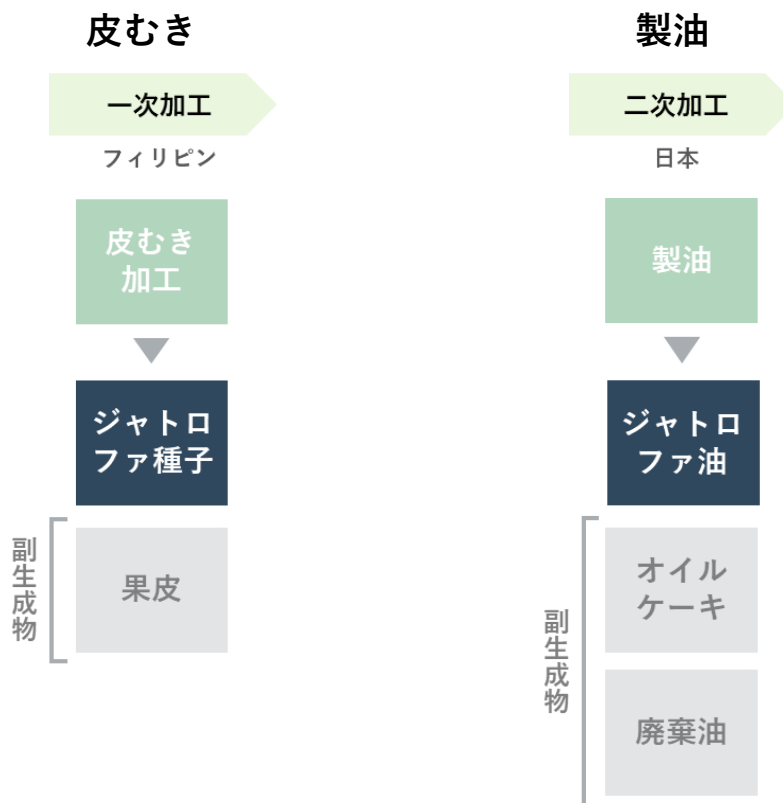 皮むき
一次加工
フィリピン
皮むき
加工
ジャトロ
ファ種子
副生成物
果皮
製油
二次加工
日本
製油
ジャトロ
ファ油
副生成物
オイル
ケーキ
廃棄油